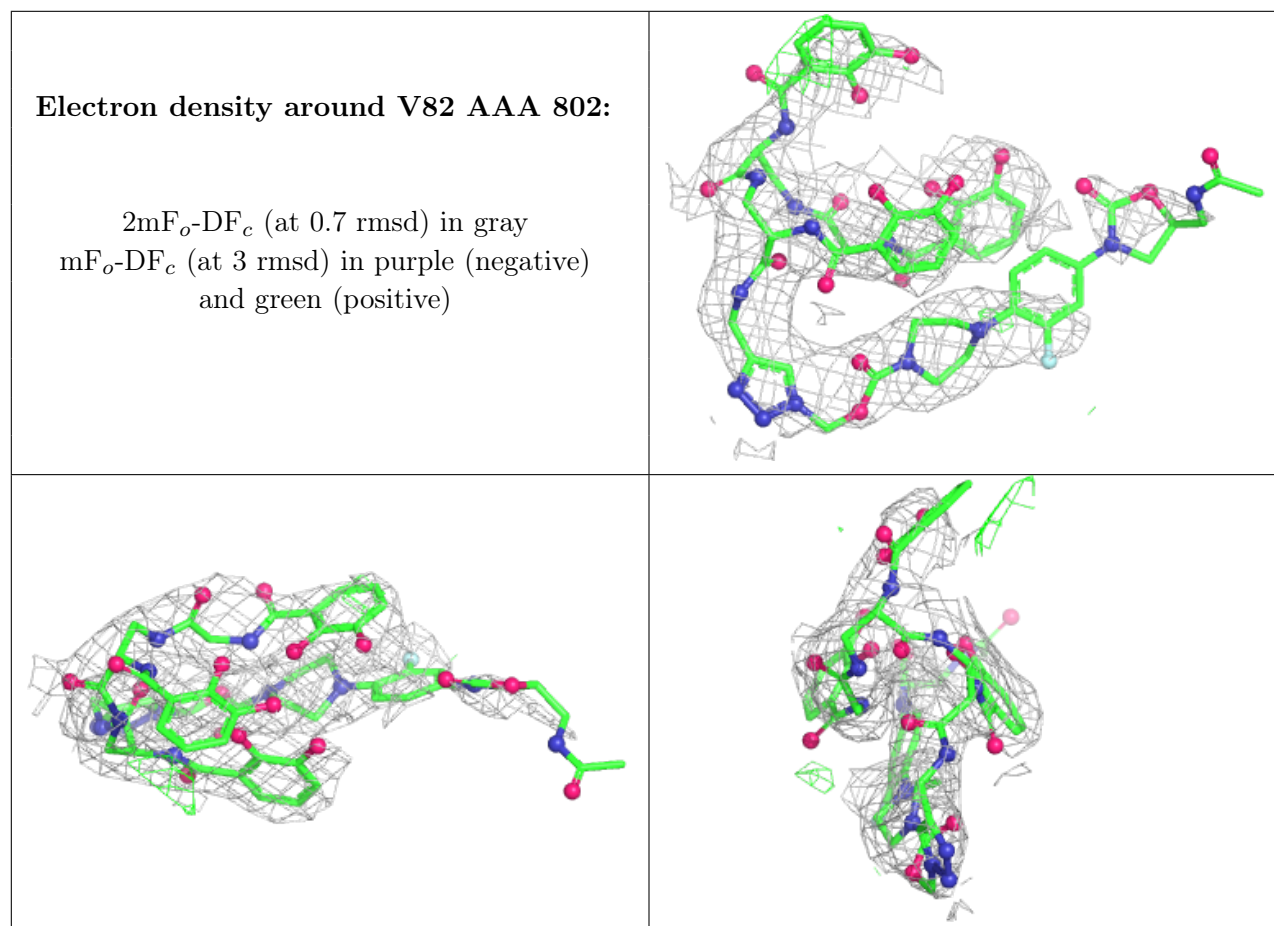 Electron density around V82 AAA 802:
2mFo-DFc (at 0.7 rmsd) in gray
mFo-DFc (at 3 rmsd) in purple (negative)
and green (positive)